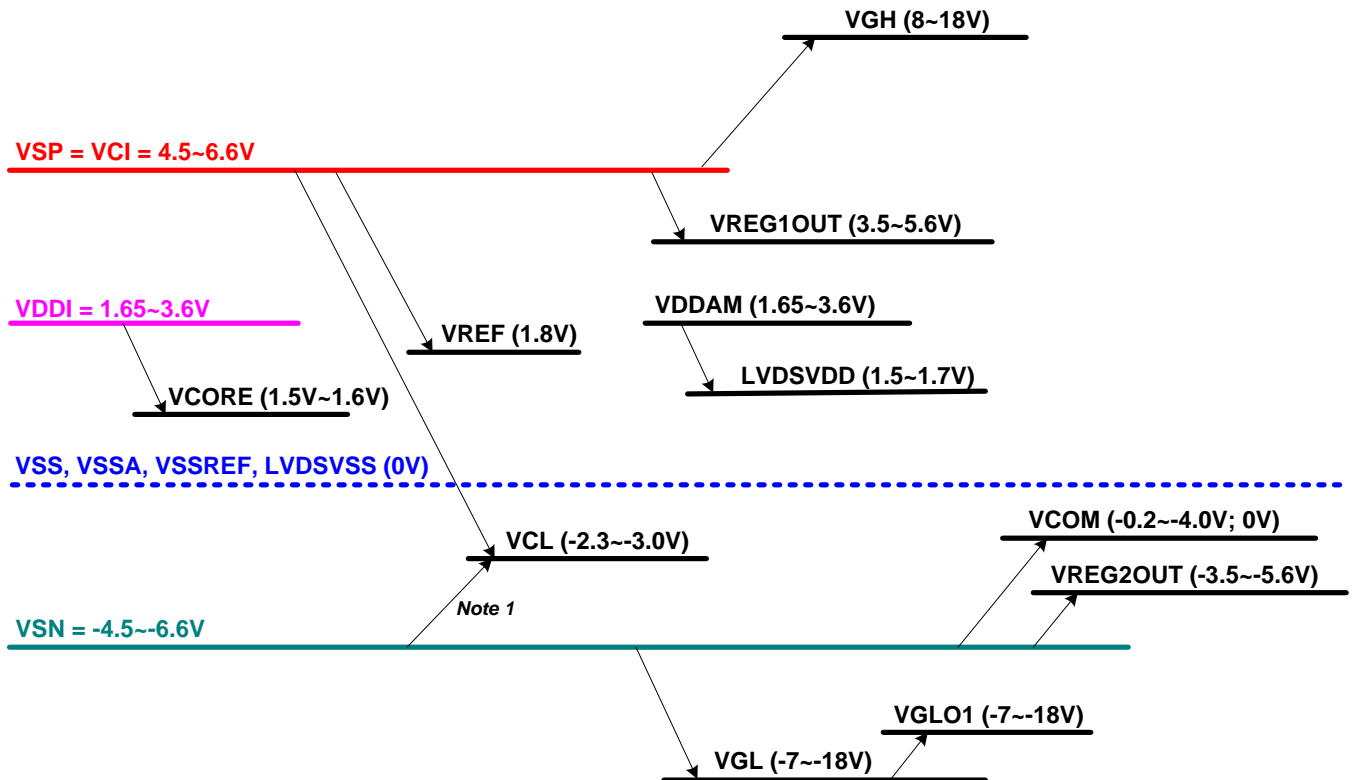 VGH (8~18V)
VSP = VCI = 4.5~6.6V
VREG1OUT (3.5~5.6V)
VDDI = 1.65~3.6V
VDDAM (1.65~3.6V)
VREF (1.8V)
LVDSVDD (1.5~1.7V)
VCORE (1.5V~1.6V)
VSS, VSSA, VSSREF, LVDSVSS (0V)
VCOM (-0.2~-4.0V; 0V)
VCL (-2.3~-3.0V)
VREG2OUT (-3.5~-5.6V)
Note 1
VSN = -4.5~-6.6V
VGLO1 (-7~-18V)
VGL (-7~-18V)